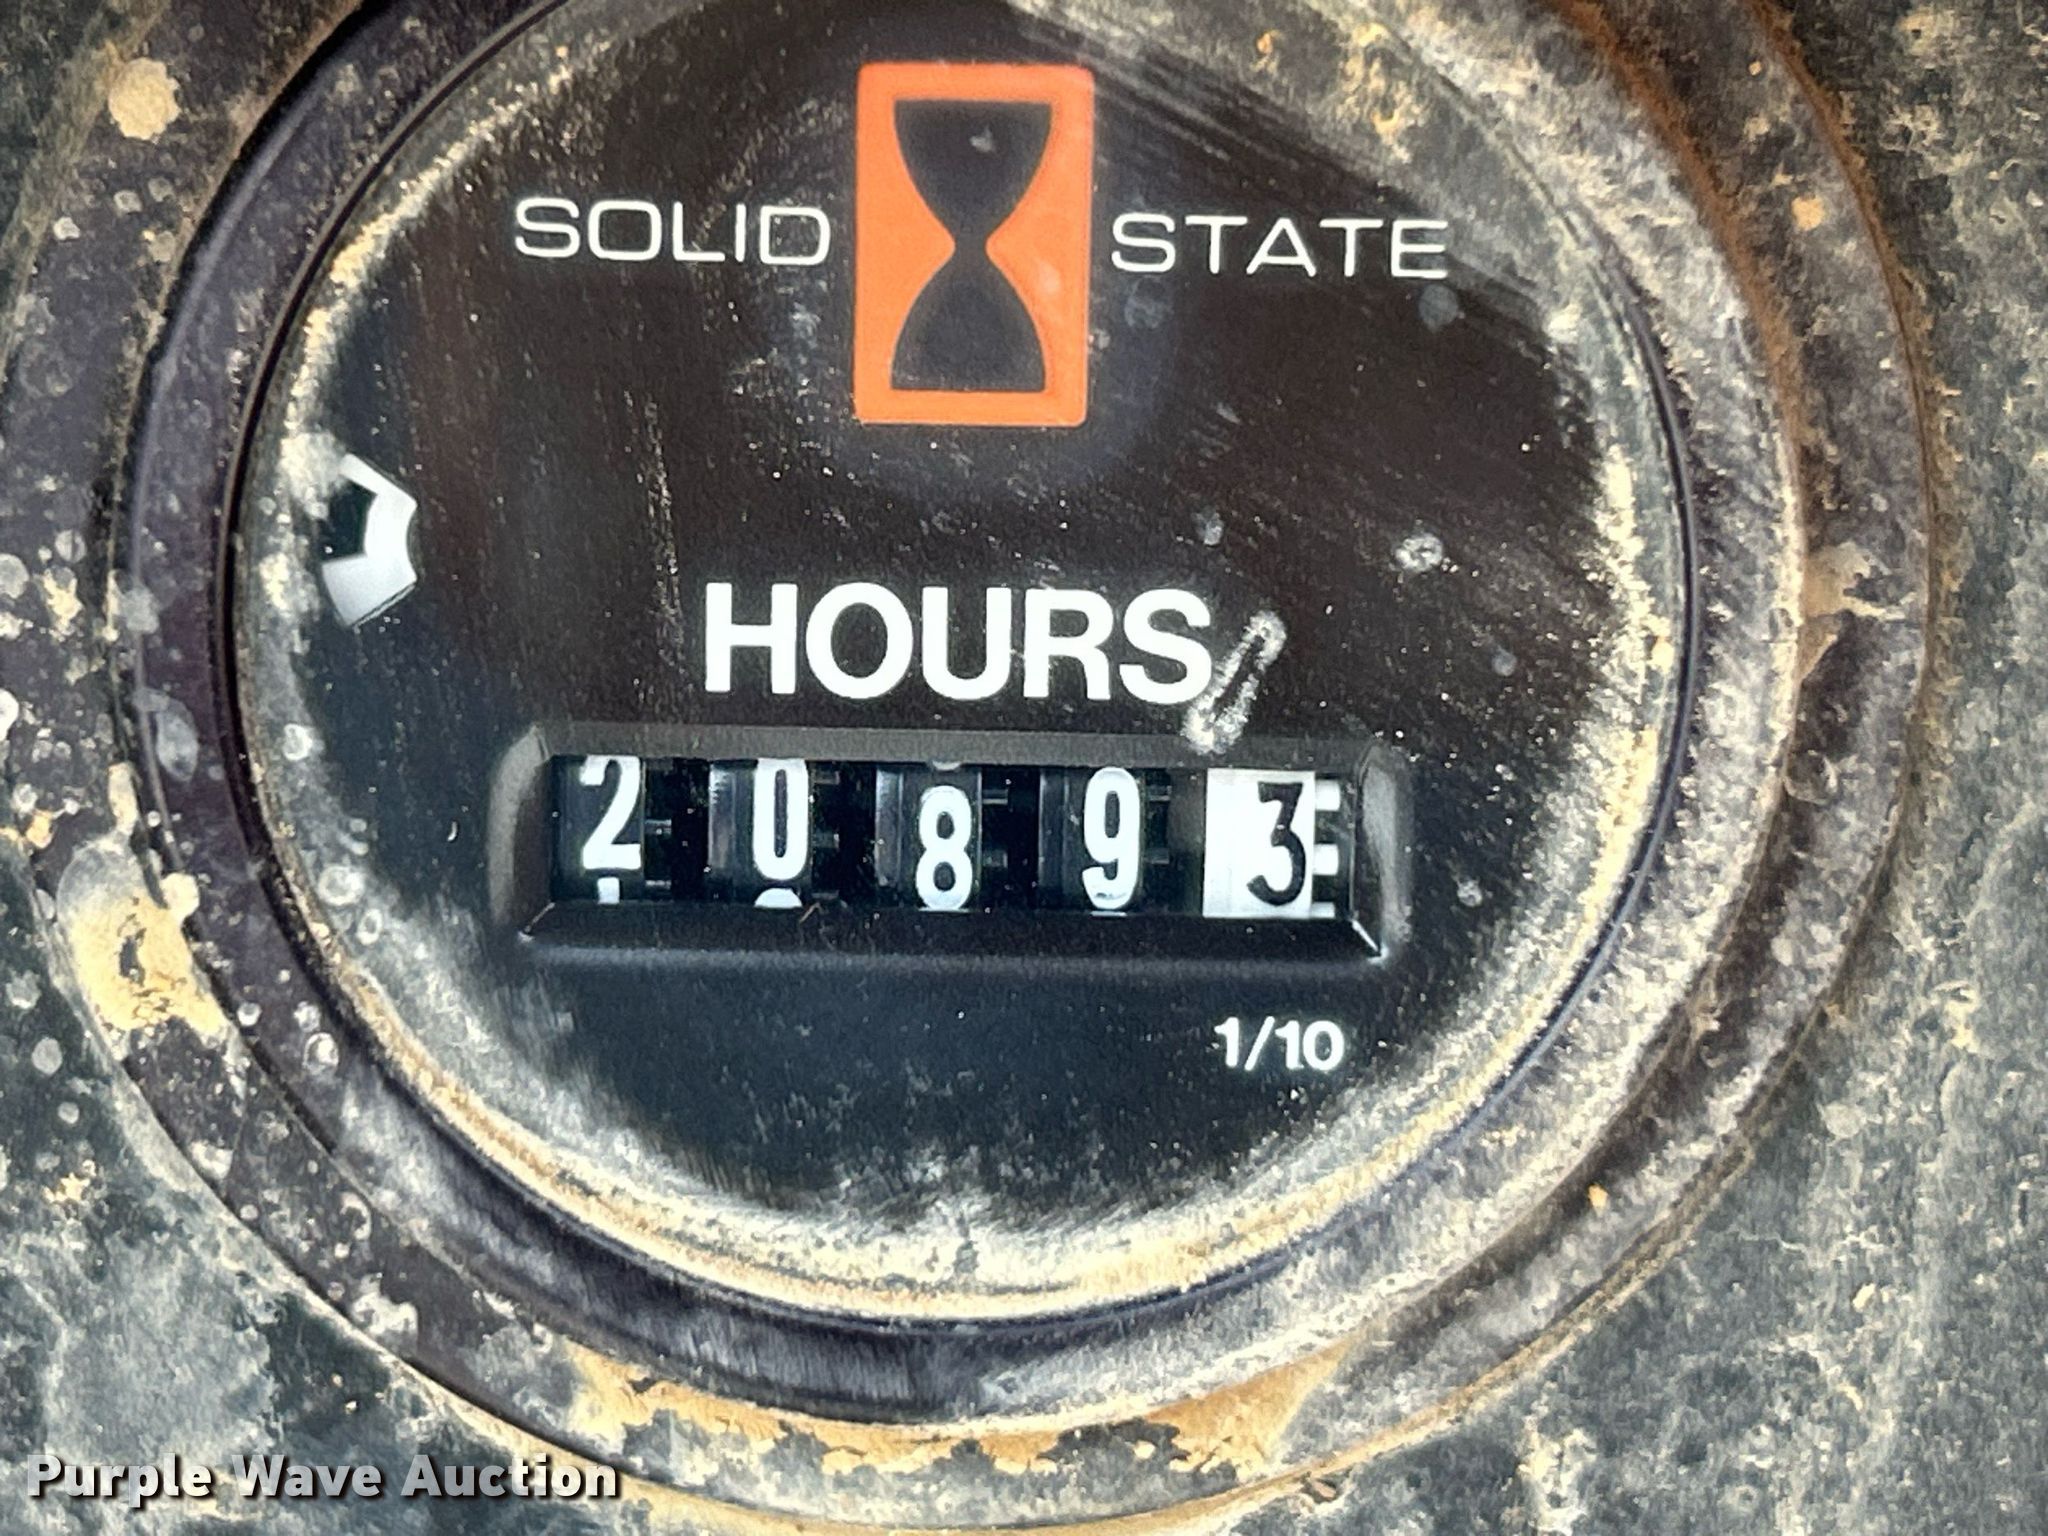 SOLID STATE
HOURS
20893
1/10
Purple Wave Auction